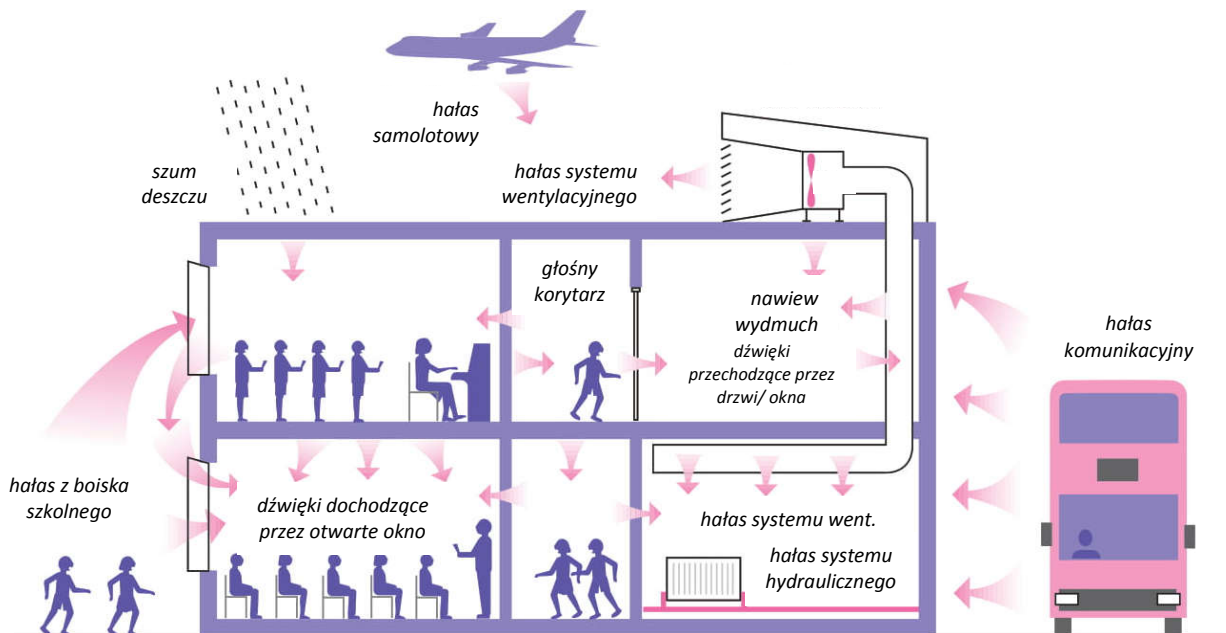 hałas
samolotowy
szum
deszczu
hałas systemu
wentylacyjnego
głośny
korytarz
nawiew
wydmuch
dźwięki
przechodzące przez
drzwi/ okna
hałas
komunikacyjny
hałas z boiska
szkolnego
dźwięki dochodzące
przez otwarte okno
hałas systemu went.
hałas systemu
hydraulicznego